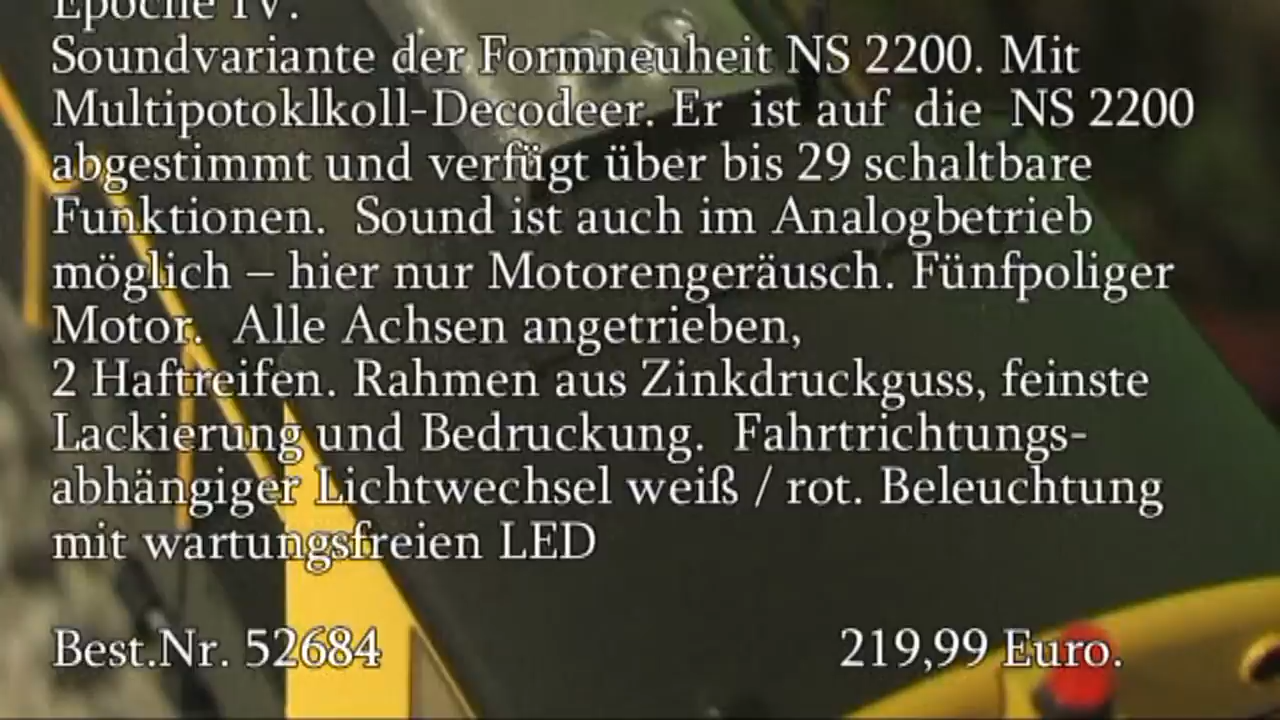 Epoche IV.
Soundvariante der Formneuheit NS 2200. Mit
Multipotoklkoll-Decodeer. Er ist auf die NS 2200
abgestimmt und verfügt über bis 29 schaltbare
Funktionen. Sound ist auch im Analogbetrieb
möglich – hier nur Motorengeräusch. Fünfpoliger
Motor. Alle Achsen angetrieben,
2 Haftreifen. Rahmen aus Zinkdruckguss, feinste
Lackierung und Bedruckung. Fahrtrichtungs-
abhängiger Lichtwechsel weiß / rot. Beleuchtung
mit wartungsfreien LED
Best.Nr. 52684 219,99 Euro.